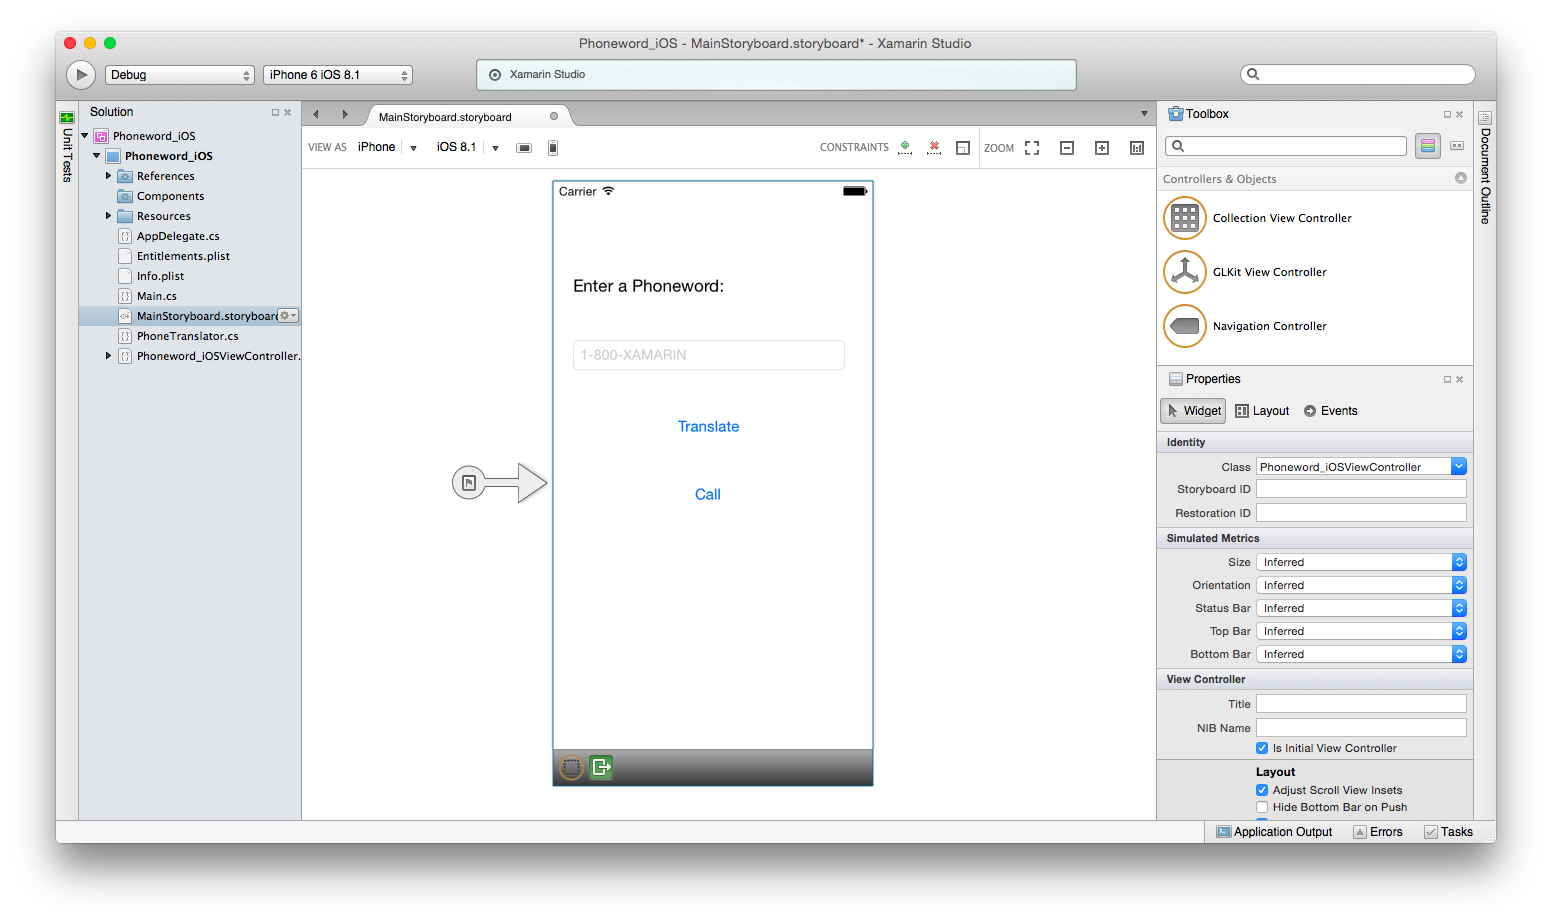 Phoneword_iOS - MainStoryboard.storyboard* - Xamarin Studio
Debug
iPhone 6 iOS 8.1
Xamarin Studio
Unit Tests
Solution
Phoneword_iOS
Phoneword_iOS
References
Components
Resources
AppDelegate.cs
Entitlements.plist
Info.plist
Main.cs
MainStoryboard.storyboard
PhoneTranslator.cs
Phoneword_iOSViewController.
MainStoryboard.storyboard
VIEW AS iPhone iOS 8.1 CONSTRAINTS ZOOM
Carrier
Enter a Phoneword:
1-800-XAMARIN
Translate
Call
Toolbox
Controllers & Objects
Collection View Controller
GLKit View Controller
Navigation Controller
Properties
Widget Layout Events
Identity
Class Phoneword_iOSViewController
Storyboard ID
Restoration ID
Simulated Metrics
Size Inferred
Orientation Inferred
Status Bar Inferred
Top Bar Inferred
Bottom Bar Inferred
View Controller
Title
NIB Name
Is Initial View Controller
Layout
Adjust Scroll View Insets
Hide Bottom Bar on Push
Document Outline
Application Output Errors Tasks